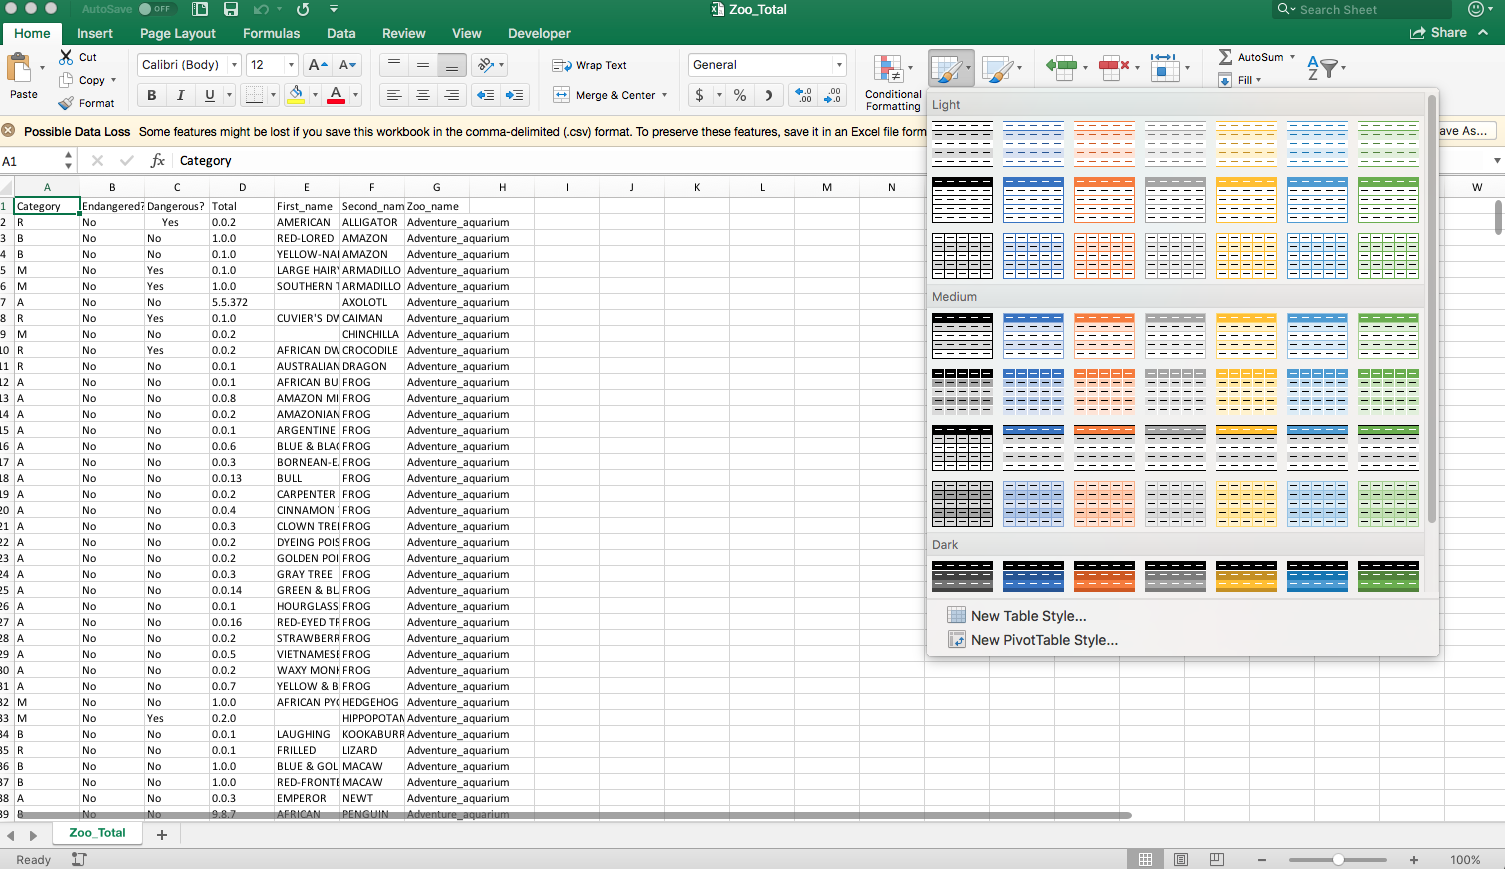 AutoSave OFF Zoo_Total Search Sheet
Home Insert Page Layout Formulas Data Review View Developer Share
Cut Calibri (Body) 12 A A Wrap Text General AutoSum
Copy Fill
Paste Format B I U A Merge & Center $ % Conditional Formatting
Possible Data Loss Some features might be lost if you save this workbook in the comma-delimited (.csv) format. To preserve these features, save it in an Excel file form ave As...
A1 fx Category
A B C D E F G H I J K L M N W
1 Category Endangered? Dangerous? Total First_name Second_nam Zoo_name
2 R No Yes 0.0.2 AMERICAN ALLIGATOR Adventure_aquarium
3 B No No 1.0.0 RED-LORED AMAZON Adventure_aquarium
4 B No No 0.1.0 YELLOW-NA AMAZON Adventure_aquarium
5 M No Yes 0.1.0 LARGE HAIRY ARMADILLO Adventure_aquarium
6 M No Yes 1.0.0 SOUTHERN ARMADILLO Adventure_aquarium
7 A No No 5.5.372 AXOLOTL Adventure_aquarium
8 R No Yes 0.1.0 CUVIER'S DW CAIMAN Adventure_aquarium
9 M No No 0.0.2 CHINCHILLA Adventure_aquarium
10 R No Yes 0.0.2 AFRICAN DW CROCODILE Adventure_aquarium
11 R No No 0.0.1 AUSTRALIAN DRAGON Adventure_aquarium
12 A No No 0.0.1 AFRICAN BU FROG Adventure_aquarium
13 A No No 0.0.8 AMAZON MI FROG Adventure_aquarium
14 A No No 0.0.2 AMAZONIAN FROG Adventure_aquarium
15 A No No 0.0.1 ARGENTINE FROG Adventure_aquarium
16 A No No 0.0.6 BLUE & BLAC FROG Adventure_aquarium
17 A No No 0.0.3 BORNEAN-E FROG Adventure_aquarium
18 A No No 0.0.13 BULL FROG Adventure_aquarium
19 A No No 0.0.2 CARPENTER FROG Adventure_aquarium
20 A No No 0.0.4 CINNAMON FROG Adventure_aquarium
21 A No No 0.0.3 CLOWN TREE FROG Adventure_aquarium
22 A No No 0.0.2 DYEING POIS FROG Adventure_aquarium
23 A No No 0.0.2 GOLDEN POI FROG Adventure_aquarium
24 A No No 0.0.3 GRAY TREE FROG Adventure_aquarium
25 A No No 0.0.14 GREEN & BL FROG Adventure_aquarium
26 A No No 0.0.1 HOURGLASS FROG Adventure_aquarium
27 A No No 0.0.16 RED-EYED TR FROG Adventure_aquarium
28 A No No 0.0.2 STRAWBERR FROG Adventure_aquarium
29 A No No 0.0.5 VIETNAMESE FROG Adventure_aquarium
30 A No No 0.0.2 WAXY MONK FROG Adventure_aquarium
31 A No No 0.0.7 YELLOW & B FROG Adventure_aquarium
32 M No No 1.0.0 AFRICAN PYG HEDGEHOG Adventure_aquarium
33 M No Yes 0.2.0 HIPPOPOTAM Adventure_aquarium
34 B No No 0.0.1 LAUGHING KOOKABURR Adventure_aquarium
35 R No No 0.0.1 FRILLED LIZARD Adventure_aquarium
36 B No No 1.0.0 BLUE & GOL MACAW Adventure_aquarium
37 B No No 1.0.0 RED-FRONTE MACAW Adventure_aquarium
38 A No No 0.0.3 EMPEROR NEWT Adventure_aquarium
39 B No No 9.8.7 AFRICAN PENGUIN Adventure_aquarium
Light
Medium
Dark
New Table Style...
New PivotTable Style...
Zoo_Total +
Ready 100%